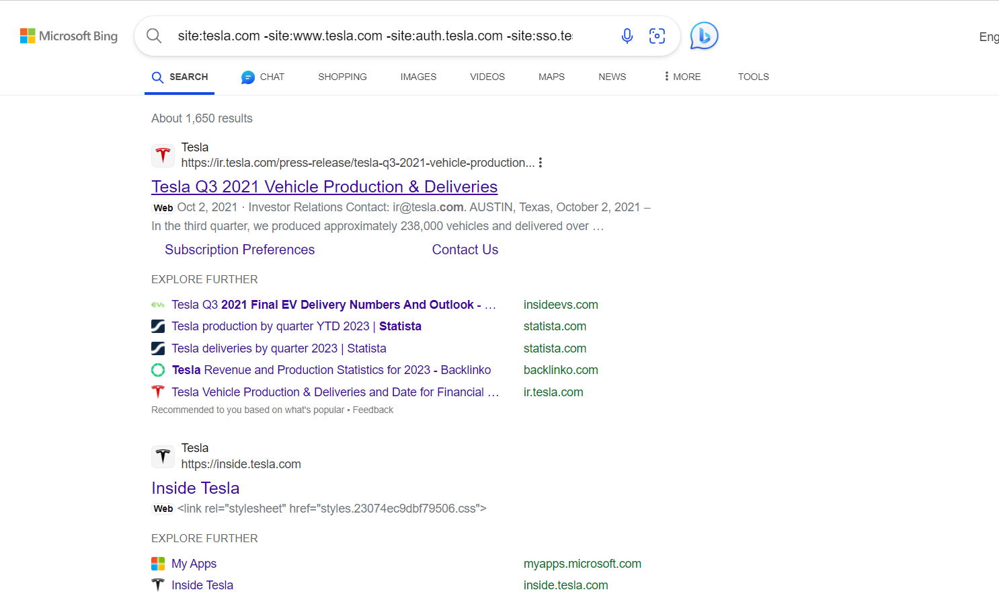 Microsoft Bing
site:tesla.com -site:www.tesla.com -site:auth.tesla.com -site:sso.te
Eng
SEARCH CHAT SHOPPING IMAGES VIDEOS MAPS NEWS MORE TOOLS
About 1,650 results
Tesla
https://ir.tesla.com/press-release/tesla-q3-2021-vehicle-production...
Tesla Q3 2021 Vehicle Production & Deliveries
Web Oct 2, 2021 · Investor Relations Contact: ir@tesla.com. AUSTIN, Texas, October 2, 2021 –
In the third quarter, we produced approximately 238,000 vehicles and delivered over …
Subscription Preferences Contact Us
EXPLORE FURTHER
EVs Tesla Q3 2021 Final EV Delivery Numbers And Outlook - … insideevs.com
Tesla production by quarter YTD 2023 | Statista statista.com
Tesla deliveries by quarter 2023 | Statista statista.com
Tesla Revenue and Production Statistics for 2023 - Backlinko backlinko.com
Tesla Vehicle Production & Deliveries and Date for Financial … ir.tesla.com
Recommended to you based on what's popular • Feedback
Tesla
https://inside.tesla.com
Inside Tesla
Web <link rel="stylesheet" href="styles.23074ec9dbf79506.css">
EXPLORE FURTHER
My Apps myapps.microsoft.com
Inside Tesla inside.tesla.com